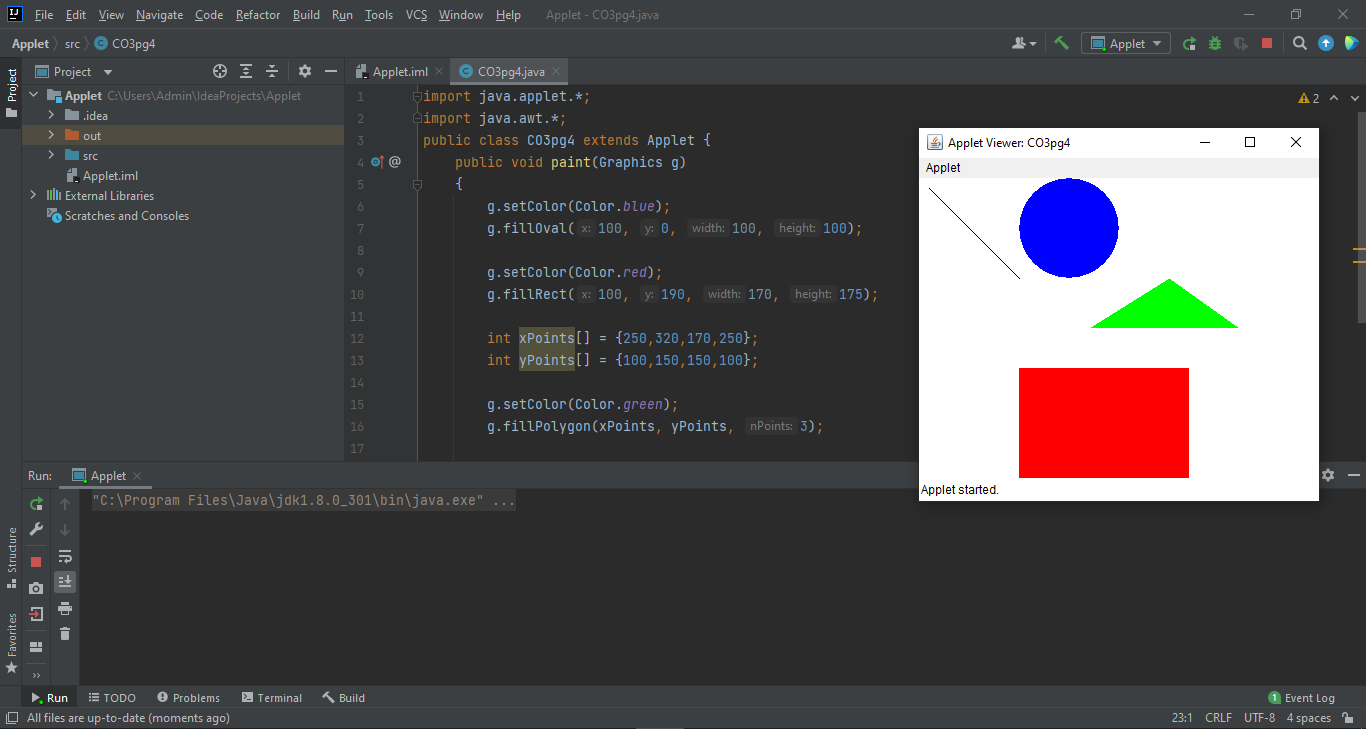 File Edit View Navigate Code Refactor Build Run Tools VCS Window Help Applet - CO3pg4.java
Applet src CO3pg4 Applet
Project Applet.iml CO3pg4.java
Project
Applet C:\Users\Admin\IdeaProjects\Applet
.idea
out
src
Applet.iml
External Libraries
Scratches and Consoles
1 import java.applet.*;
2 import java.awt.*;
3 public class CO3pg4 extends Applet {
4 @ public void paint(Graphics g)
5 {
6 g.setColor(Color.blue);
7 g.fillOval( x: 100, y: 0, width: 100, height: 100);
8
9 g.setColor(Color.red);
10 g.fillRect( x: 100, y: 190, width: 170, height: 175);
11
12 int xPoints[] = {250,320,170,250};
13 int yPoints[] = {100,150,150,100};
14
15 g.setColor(Color.green);
16 g.fillPolygon(xPoints, yPoints, nPoints: 3);
17
2
Applet Viewer: CO3pg4
Applet
Applet started.
Run: Applet
"C:\Program Files\Java\jdk1.8.0_301\bin\java.exe" ...
Structure
Favorites
Run TODO Problems Terminal Build 1 Event Log
All files are up-to-date (moments ago) 23:1 CRLF UTF-8 4 spaces